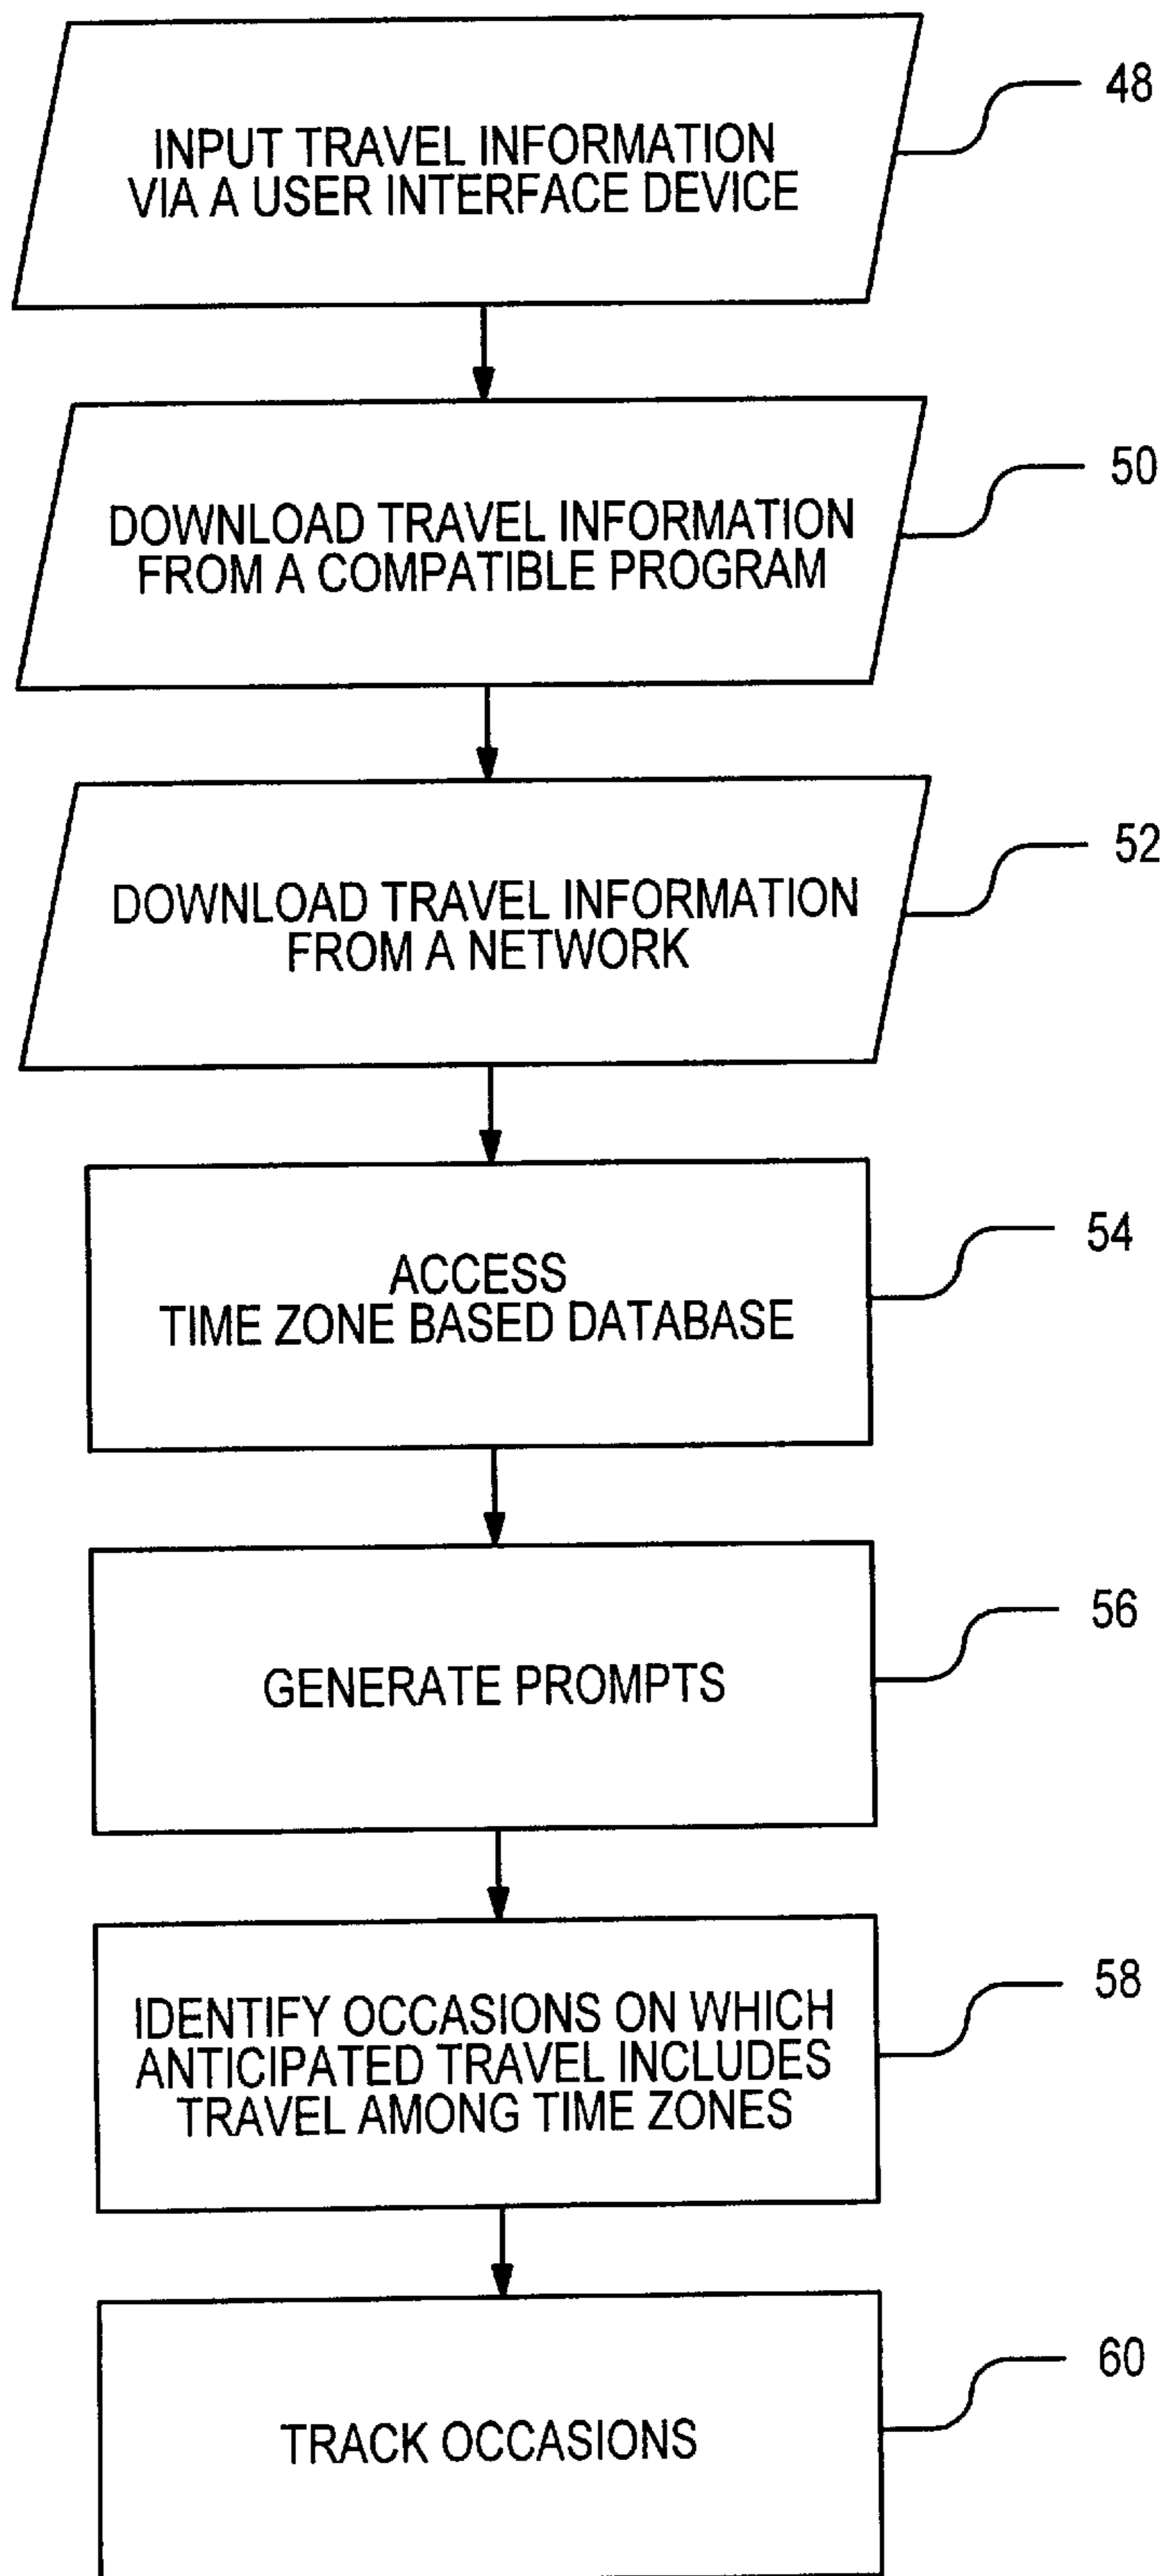 48
INPUT TRAVEL INFORMATION
VIA A USER INTERFACE DEVICE
50
DOWNLOAD TRAVEL INFORMATION
FROM A COMPATIBLE PROGRAM
52
DOWNLOAD TRAVEL INFORMATION
FROM A NETWORK
54
ACCESS
TIME ZONE BASED DATABASE
56
GENERATE PROMPTS
58
IDENTIFY OCCASIONS ON WHICH
ANTICIPATED TRAVEL INCLUDES
TRAVEL AMONG TIME ZONES
60
TRACK OCCASIONS